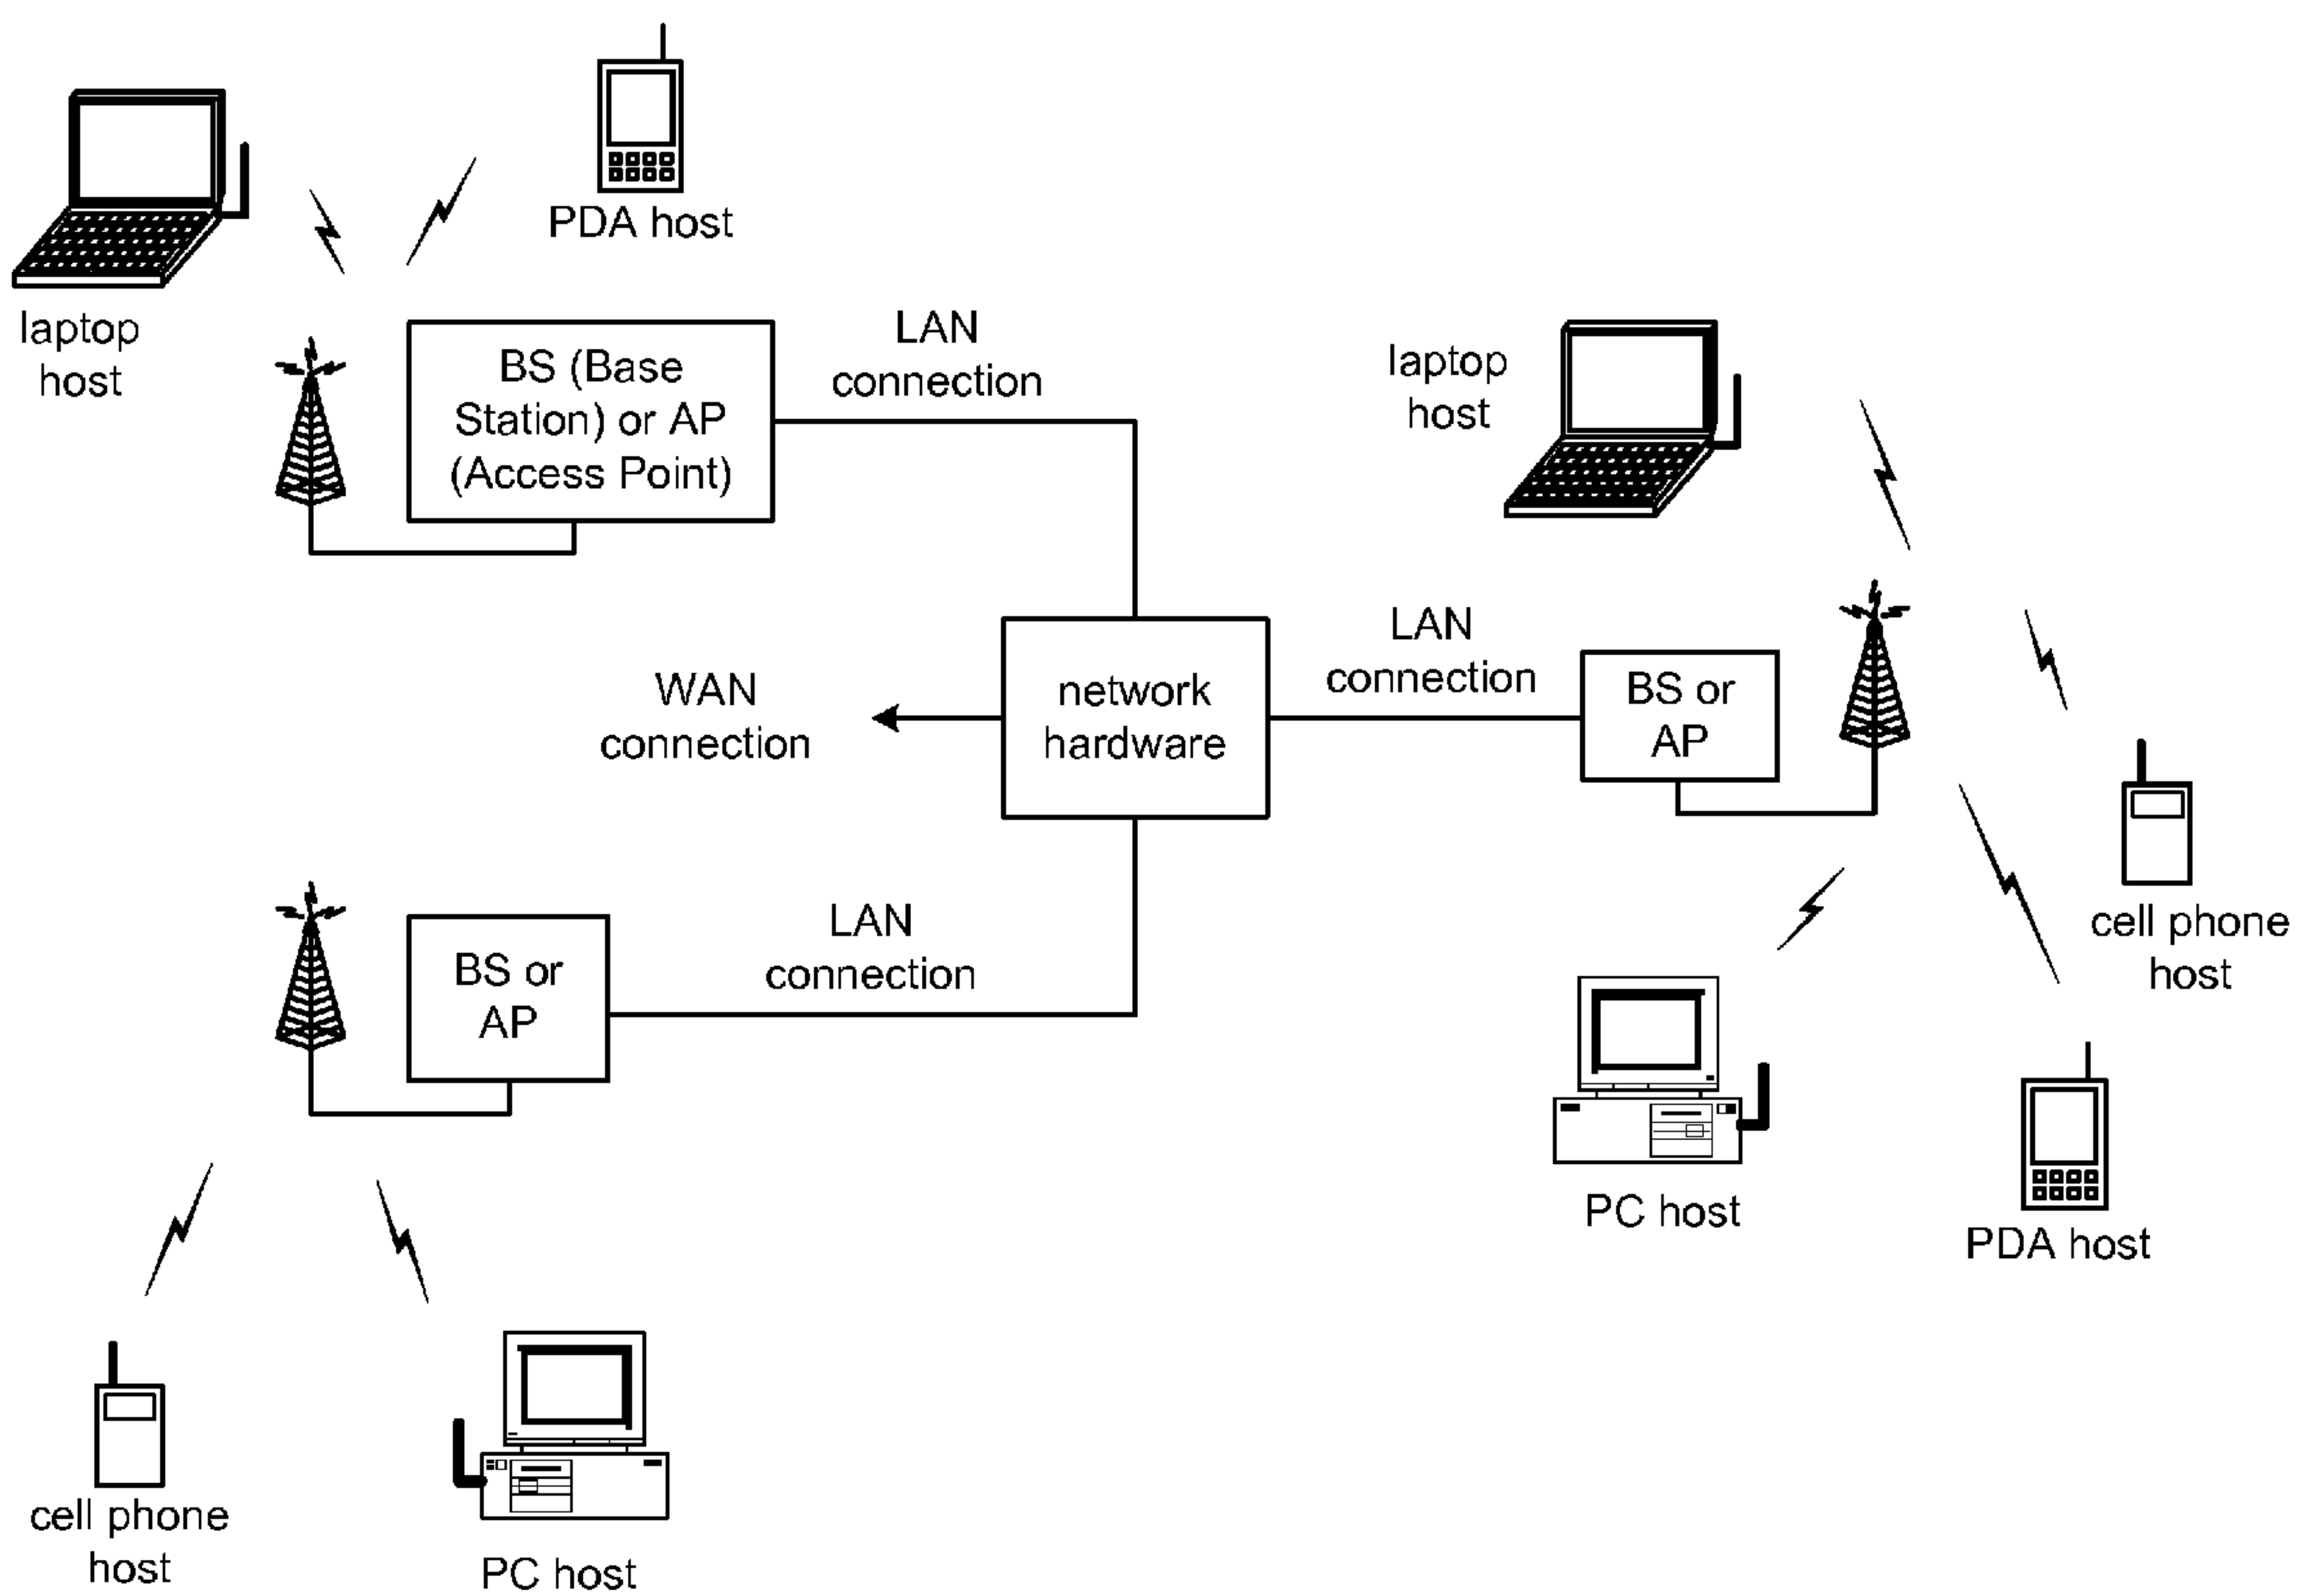 PDA host
laptop
host
BS (Base
Station) or AP
(Access Point)
LAN
connection
laptop
host
WAN
connection
network
hardware
LAN
connection
BS or
AP
cell phone
host
BS or
AP
LAN
connection
PC host
PDA host
cell phone
host
PC host